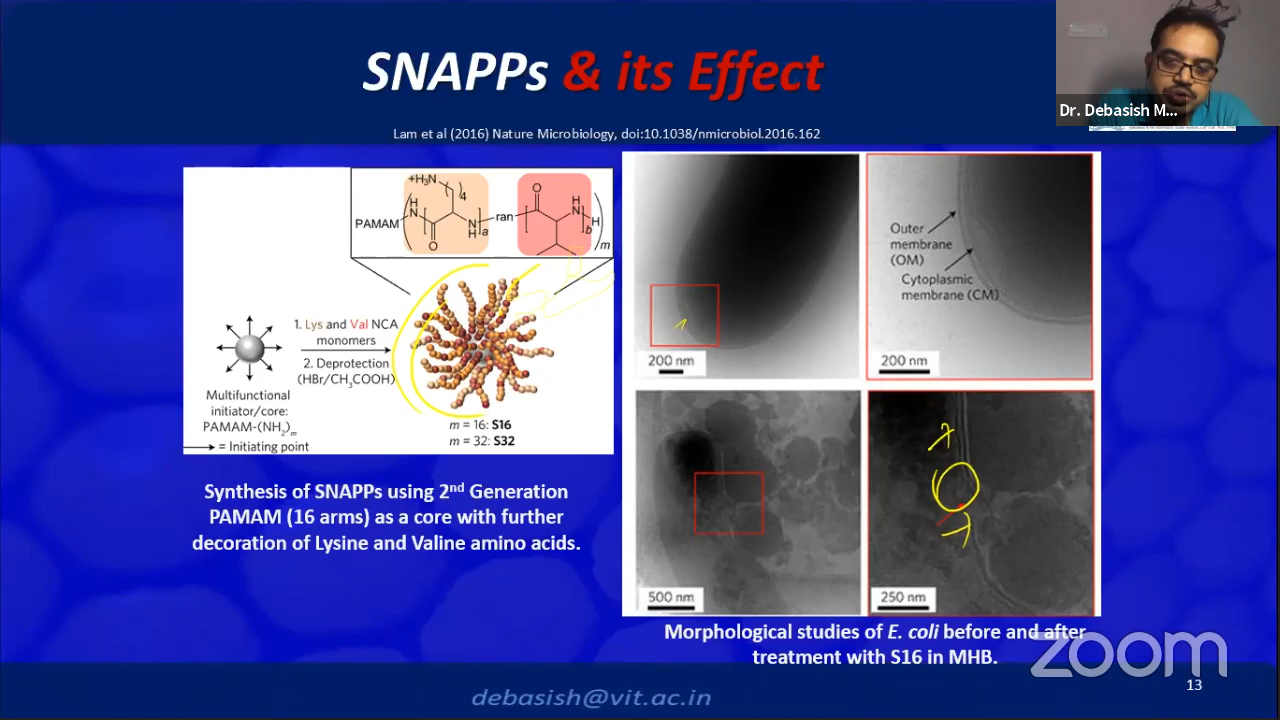 SNAPPs & its Effect
Dr. Debasish M...
Lam et al (2016) Nature Microbiology, doi:10.1038/nmicrobiol.2016.162
+H₃N
4
O
H
N
PAMAM
H
N
O
N
H
a
ran
b
H
m
1. Lys and Val NCA
monomers
2. Deprotection
(HBr/CH₃COOH)
Multifunctional
initiator/core:
PAMAM-(NH₂)ₘ
= Initiating point
m = 16: S16
m = 32: S32
Synthesis of SNAPPs using 2nd Generation
PAMAM (16 arms) as a core with further
decoration of Lysine and Valine amino acids.
Outer
membrane
(OM)
Cytoplasmic
membrane (CM)
200 nm
200 nm
500 nm
250 nm
Morphological studies of E. coli before and after
treatment with S16 in MHB.
zoom
13
debasish@vit.ac.in